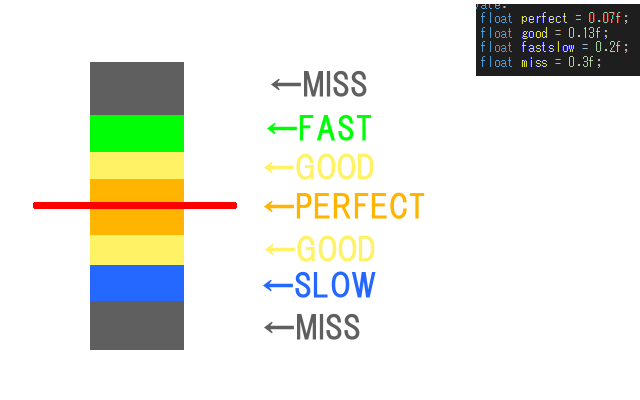 float perfect = 0.07f;
float good = 0.13f;
float fastslow = 0.2f;
float miss = 0.3f;
←MISS
←FAST
←GOOD
←PERFECT
←GOOD
←SLOW
←MISS